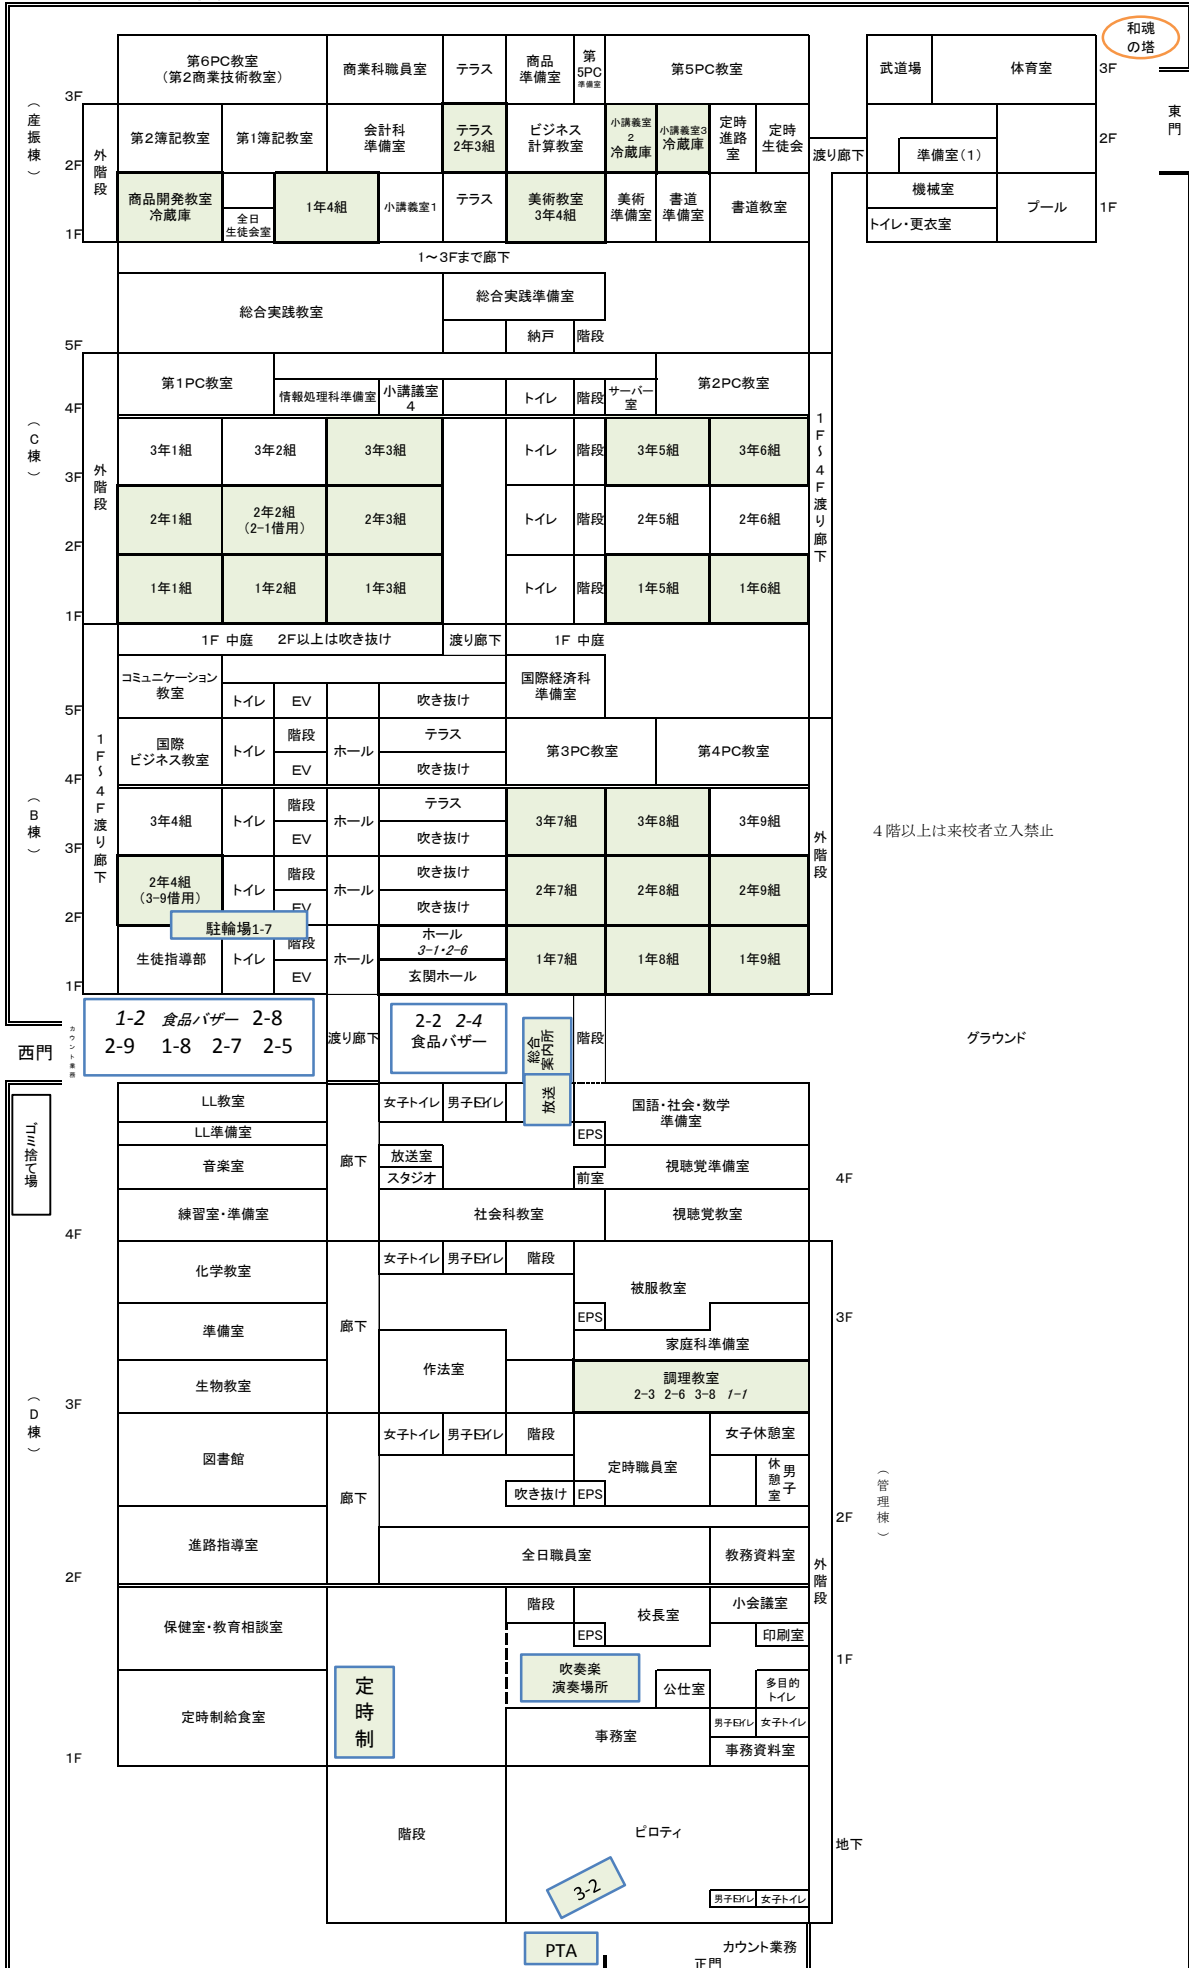 和魂
の塔
第6PC教室
(第2商業技術教室)
商業科職員室
テラス
商品
準備室
第
5PC
準備室
第5PC教室
武道場
体育室
3F
3F
(産振棟)
東門
外階段
第2簿記教室
第1簿記教室
会計科
準備室
テラス
2年3組
ビジネス
計算教室
小講義室
2
冷蔵庫
小講義室3
冷蔵庫
定時
進路
室
定時
生徒会
渡り廊下
準備室(1)
2F
2F
商品開発教室
冷蔵庫
全日
生徒会室
1年4組
小講義室1
テラス
美術教室
3年4組
美術
準備室
書道
準備室
書道教室
機械室
トイレ・更衣室
プール
1F
1F
1～3Fまで廊下
総合実践教室
総合実践準備室
納戸
階段
5F
第1PC教室
情報処理科準備室
小講議室
4
トイレ
階段
サーバー
室
第2PC教室
4F
(C棟)
外階段
3年1組
3年2組
3年3組
トイレ
階段
3年5組
3年6組
1F～4F渡り廊下
3F
2年1組
2年2組
(2-1借用)
2年3組
トイレ
階段
2年5組
2年6組
2F
1年1組
1年2組
1年3組
トイレ
階段
1年5組
1年6組
1F
1F 中庭 2F以上は吹き抜け
渡り廊下
1F 中庭
コミュニケーション
教室
トイレ
EV
吹き抜け
国際経済科
準備室
5F
1F～4F渡り廊下
国際
ビジネス教室
トイレ
階段
EV
ホール
テラス
吹き抜け
第3PC教室
第4PC教室
4F
(B棟)
3年4組
トイレ
階段
EV
ホール
テラス
吹き抜け
3年7組
3年8組
3年9組
外階段
4階以上は来校者立入禁止
3F
2年4組
(3-9借用)
トイレ
階段
EV
ホール
吹き抜け
吹き抜け
2年7組
2年8組
2年9組
2F
駐輪場1-7
生徒指導部
トイレ
階段
EV
ホール
ホール
3-1・2-6
玄関ホール
1年7組
1年8組
1年9組
1F
西門
カウント業務
1-2 食品バザー 2-8
2-9 1-8 2-7 2-5
渡り廊下
2-2 2-4
食品バザー
総合
案内所
階段
グラウンド
ゴミ捨て場
LL教室
LL準備室
音楽室
練習室・準備室
廊下
女子トイレ
男子トイレ
放送
放送室
スタジオ
EPS
前室
国語・社会・数学
準備室
視聴覚準備室
社会科教室
視聴覚教室
4F
4F
化学教室
準備室
生物教室
廊下
女子トイレ
男子トイレ
階段
被服教室
EPS
家庭科準備室
作法室
調理教室
2-3 2-6 3-8 1-1
3F
3F
(D棟)
図書館
進路指導室
廊下
女子トイレ
男子トイレ
階段
定時職員室
女子休憩室
男子
休憩室
吹き抜け
EPS
全日職員室
教務資料室
2F
2F
(管理棟)
外階段
保健室・教育相談室
定時制給食室
定時制
階段
EPS
校長室
小会議室
印刷室
吹奏楽
演奏場所
公仕室
多目的
トイレ
事務室
男子トイレ
女子トイレ
事務資料室
1F
1F
階段
ピロティ
地下
3-2
男子トイレ
女子トイレ
PTA
カウント業務
正門